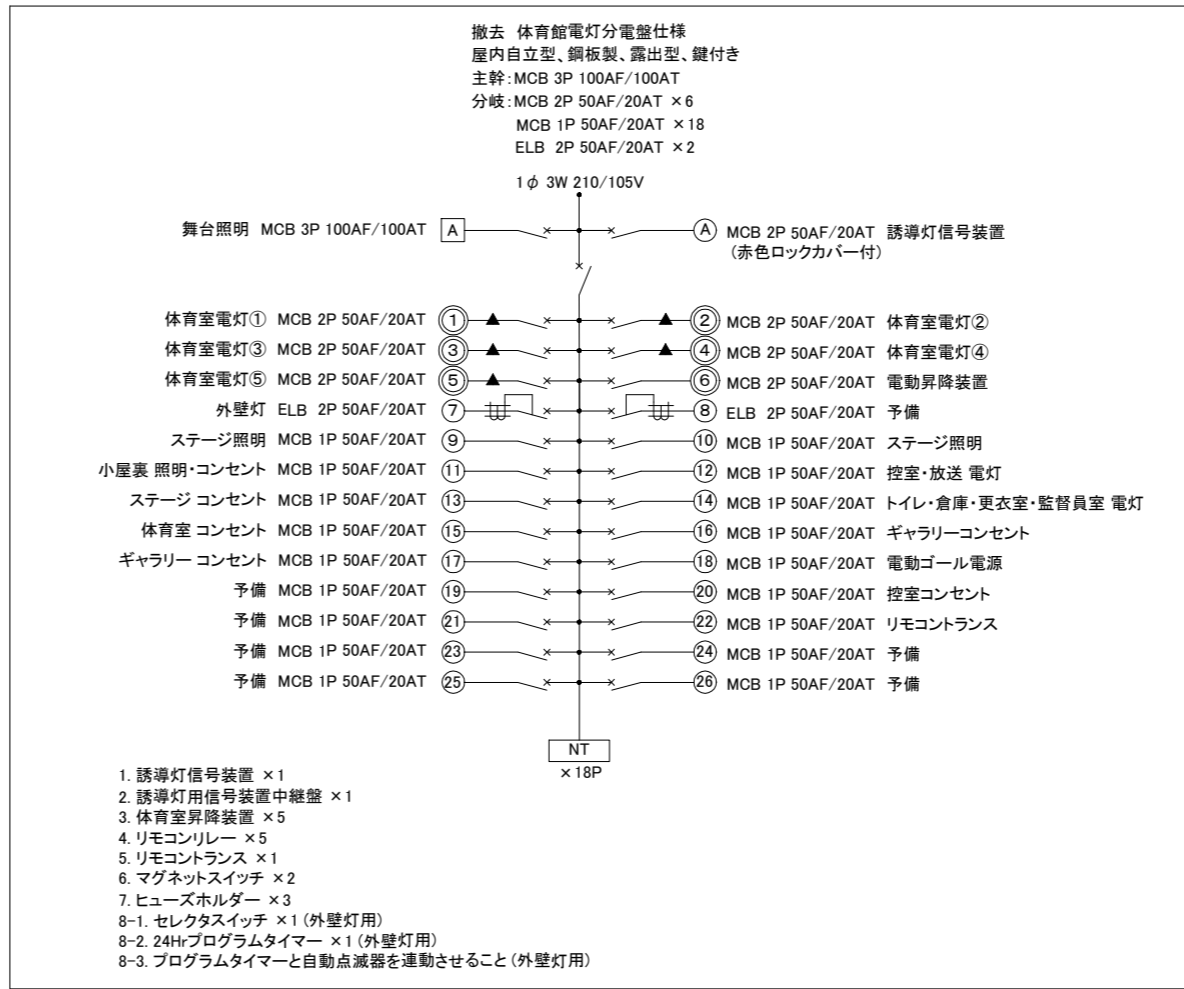 撤去 体育館電灯分電盤仕様
屋内自立型、鋼板製、露出型、鍵付き
主幹:MCB 3P 100AF/100AT
分岐:MCB 2P 50AF/20AT ×6
MCB 1P 50AF/20AT ×18
ELB 2P 50AF/20AT ×2
1φ 3W 210/105V
舞台照明 MCB 3P 100AF/100AT A A MCB 2P 50AF/20AT 誘導灯信号装置
(赤色ロックカバー付)
体育室電灯① MCB 2P 50AF/20AT 1 2 MCB 2P 50AF/20AT 体育室電灯②
体育室電灯③ MCB 2P 50AF/20AT 3 4 MCB 2P 50AF/20AT 体育室電灯④
体育室電灯⑤ MCB 2P 50AF/20AT 5 6 MCB 2P 50AF/20AT 電動昇降装置
外壁灯 ELB 2P 50AF/20AT 7 8 ELB 2P 50AF/20AT 予備
ステージ照明 MCB 1P 50AF/20AT 9 10 MCB 1P 50AF/20AT ステージ照明
小屋裏 照明・コンセント MCB 1P 50AF/20AT 11 12 MCB 1P 50AF/20AT 控室・放送 電灯
ステージ コンセント MCB 1P 50AF/20AT 13 14 MCB 1P 50AF/20AT トイレ・倉庫・更衣室・監督員室 電灯
体育室 コンセント MCB 1P 50AF/20AT 15 16 MCB 1P 50AF/20AT ギャラリーコンセント
ギャラリー コンセント MCB 1P 50AF/20AT 17 18 MCB 1P 50AF/20AT 電動ゴール電源
予備 MCB 1P 50AF/20AT 19 20 MCB 1P 50AF/20AT 控室コンセント
予備 MCB 1P 50AF/20AT 21 22 MCB 1P 50AF/20AT リモコントランス
予備 MCB 1P 50AF/20AT 23 24 MCB 1P 50AF/20AT 予備
予備 MCB 1P 50AF/20AT 25 26 MCB 1P 50AF/20AT 予備
NT
×18P
1. 誘導灯信号装置 ×1
2. 誘導灯用信号装置中継盤 ×1
3. 体育室昇降装置 ×5
4. リモコンリレー ×5
5. リモコントランス ×1
6. マグネットスイッチ ×2
7. ヒューズホルダー ×3
8-1. セレクタスイッチ ×1 (外壁灯用)
8-2. 24Hrプログラムタイマー ×1 (外壁灯用)
8-3. プログラムタイマーと自動点滅器を連動させること (外壁灯用)